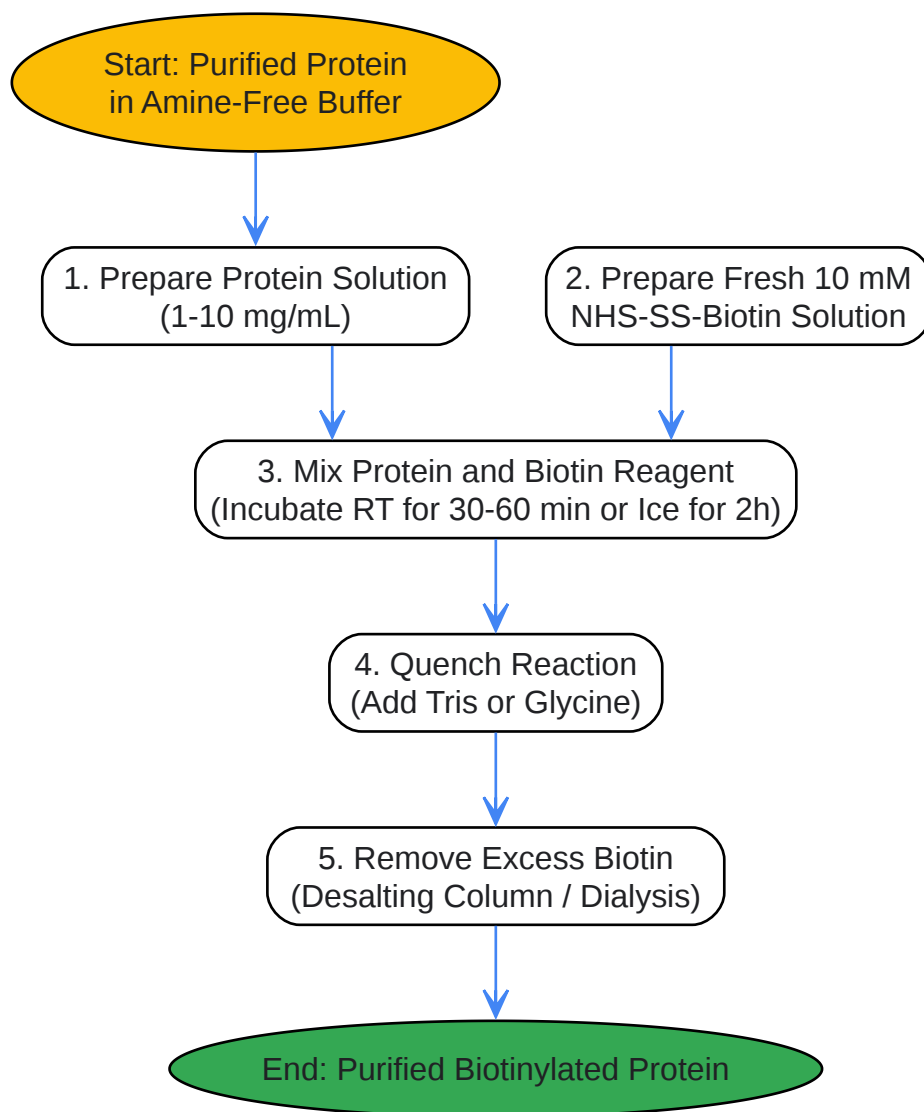 Start: Purified Protein
in Amine-Free Buffer
1. Prepare Protein Solution
(1-10 mg/mL)
2. Prepare Fresh 10 mM
NHS-SS-Biotin Solution
3. Mix Protein and Biotin Reagent
(Incubate RT for 30-60 min or Ice for 2h)
4. Quench Reaction
(Add Tris or Glycine)
5. Remove Excess Biotin
(Desalting Column / Dialysis)
End: Purified Biotinylated Protein